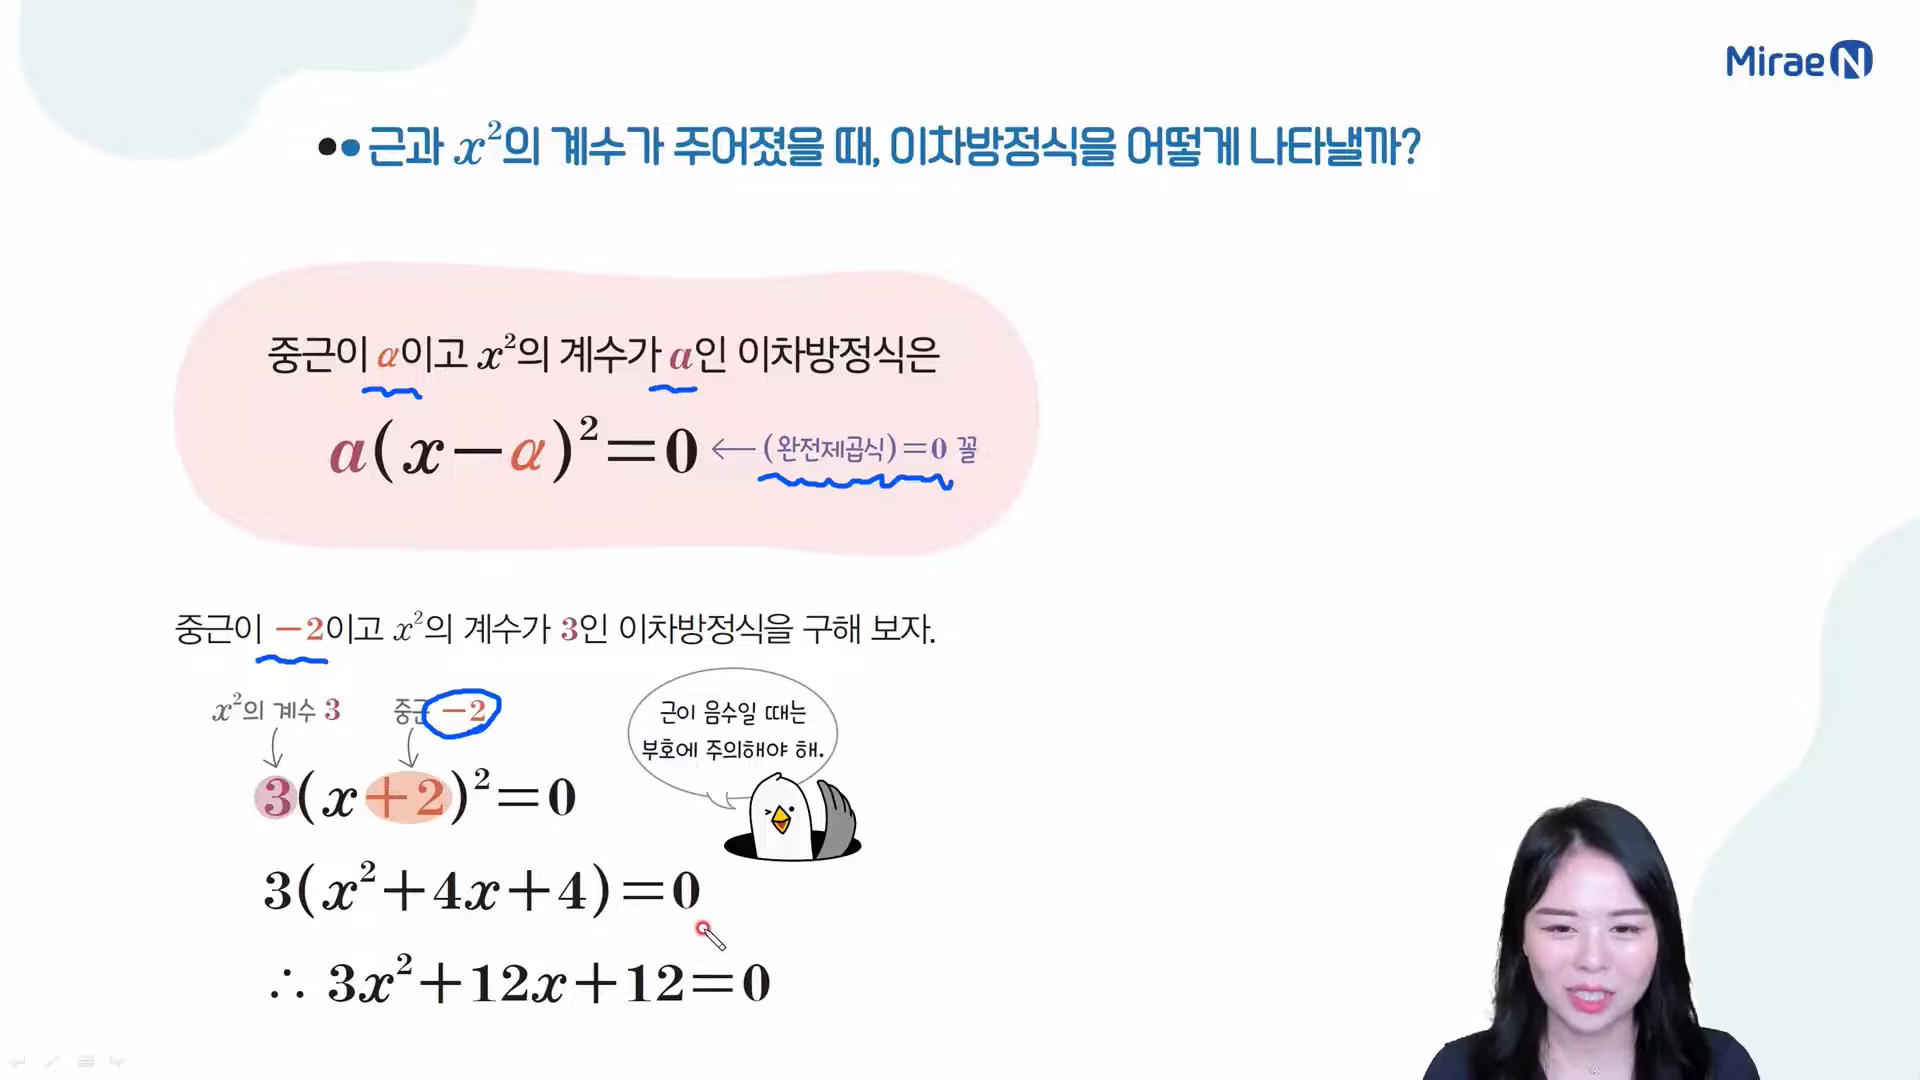 Mirae N
근과 x²의 계수가 주어졌을 때, 이차방정식을 어떻게 나타낼까?
중근이 α이고 x²의 계수가 a인 이차방정식은
a(x-α)²=0 ← (완전제곱식)=0 꼴
중근이 -2이고 x²의 계수가 3인 이차방정식을 구해 보자.
x²의 계수 3 중근 -2
근이 음수일 때는
부호에 주의해야 해.
3(x+2)²=0
3(x²+4x+4)=0
∴ 3x²+12x+12=0